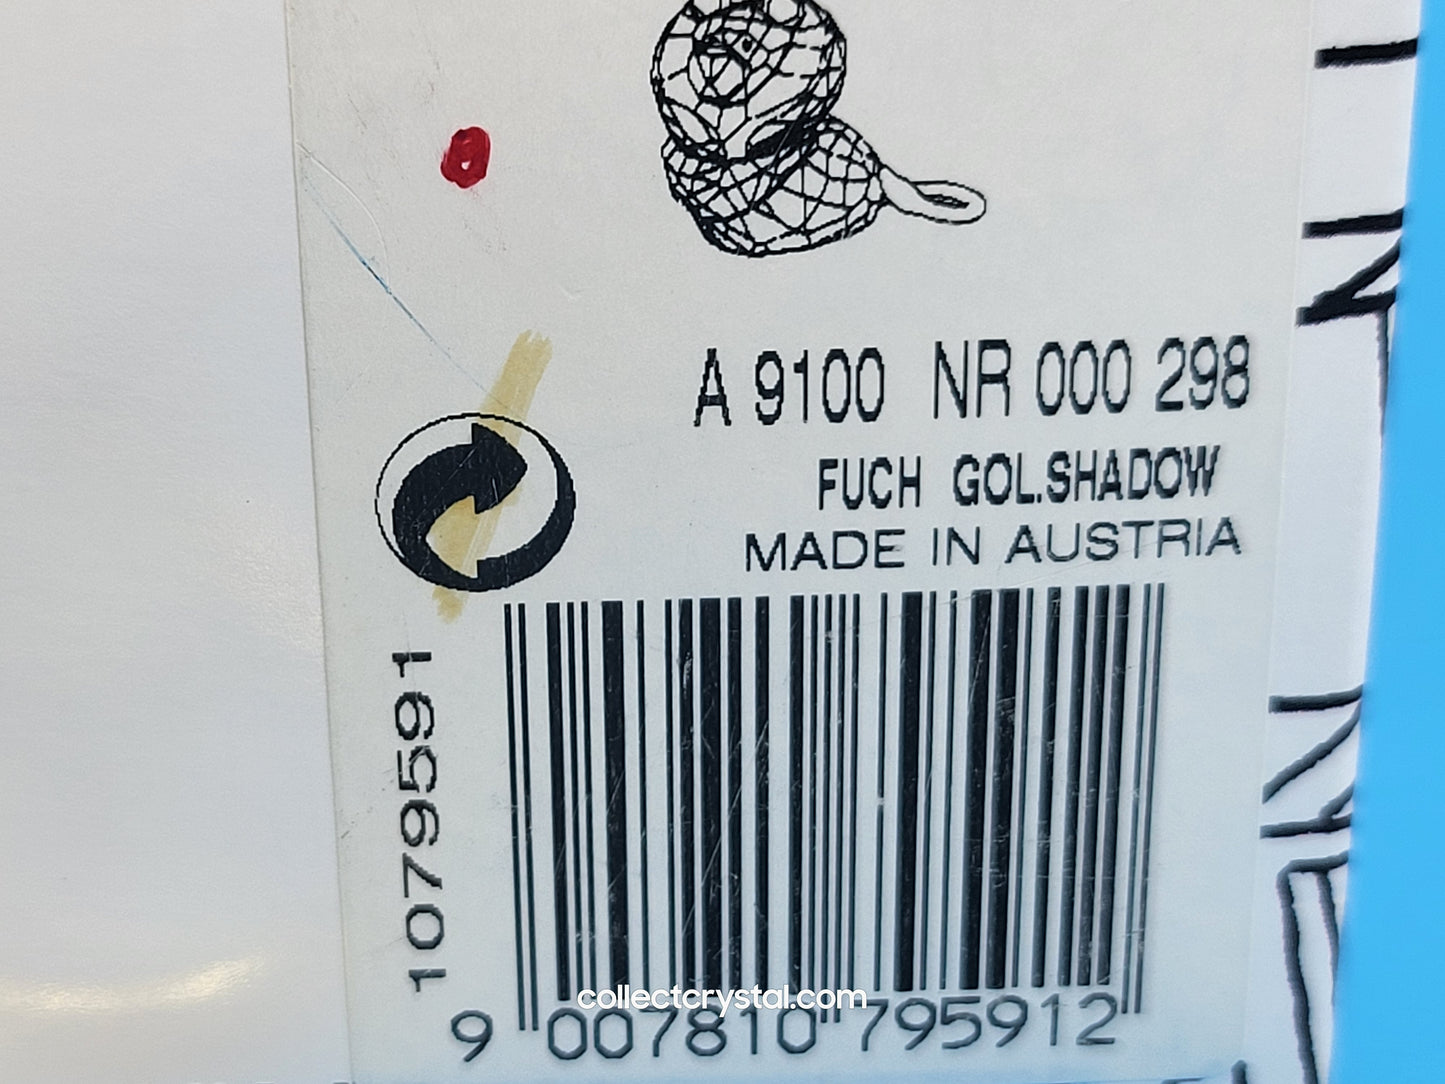 A 9100 NR 000 298
FUCH GOL.SHADOW
MADE IN AUSTRIA
1079591
collectcrystal.com
9 007810 795912